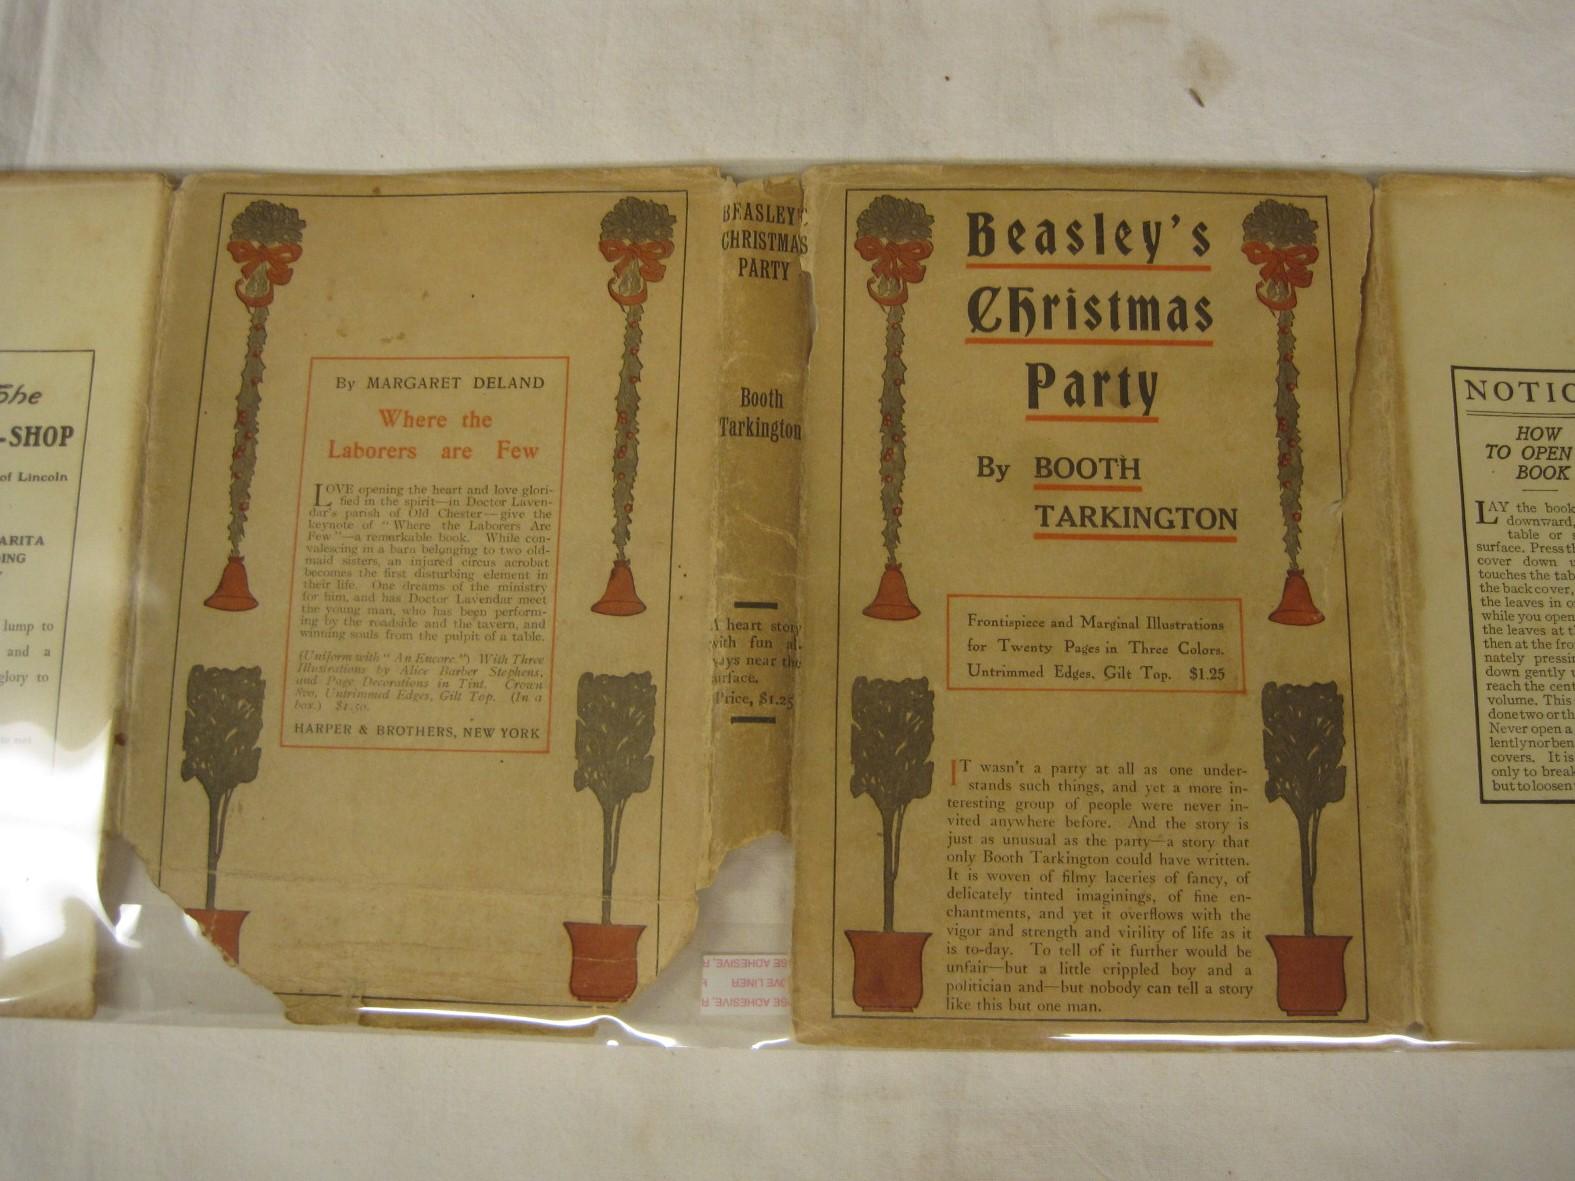 The
-SHOP
of Lincoln
ARITA
DING
lump to
and a
glory to
By MARGARET DELAND
Where the
Laborers are Few
LOVE opening the heart and love glori-
fied in the spirit—in Doctor Laven-
dar's parish of Old Chester—give the
keynote of "Where the Laborers Are
Few"—a remarkable book. While con-
valescing in a barn belonging to two old-
maid sisters, an injured circus acrobat
becomes the first disturbing element in
their life. One dreams of the ministry
for him, and has Doctor Lavendar meet
the young man, who has been perform-
ing by the roadside and the tavern, and
winning souls from the pulpit of a table.
(Uniform with "An Encore.") With Three
Illustrations by Alice Barber Stephens,
and Page Decorations in Tint. Crown
8vo, Untrimmed Edges, Gilt Top. (In a
box.) $1.50.
HARPER & BROTHERS, NEW YORK
BEASLEY'S
CHRISTMAS
PARTY
Booth
Tarkington
A heart story
with fun al-
ways near the
surface.
Price, $1.25
SE ADHESIVE, R
OVE LINER
SE ADHESIVE, R
Beasley's
Christmas
Party
By BOOTH
TARKINGTON
Frontispiece and Marginal Illustrations
for Twenty Pages in Three Colors.
Untrimmed Edges, Gilt Top. $1.25
IT wasn't a party at all as one under-
stands such things, and yet a more in-
teresting group of people were never in-
vited anywhere before. And the story is
just as unusual as the party—a story that
only Booth Tarkington could have written.
It is woven of filmy laceries of fancy, of
delicately tinted imaginings, of fine en-
chantments, and yet it overflows with the
vigor and strength and virility of life as it
is to-day. To tell of it further would be
unfair—but a little crippled boy and a
politician and—but nobody can tell a story
like this but one man.
NOTIC
HOW
TO OPEN
BOOK
LAY the book
downward,
table or s
surface. Press th
cover down u
touches the tab
the back cover,
the leaves in o
while you open
the leaves at th
then at the fro
nately pressin
down gently u
reach the cent
volume. This
done two or th
Never open a
lently nor ben
covers. It is
only to break
but to loosen